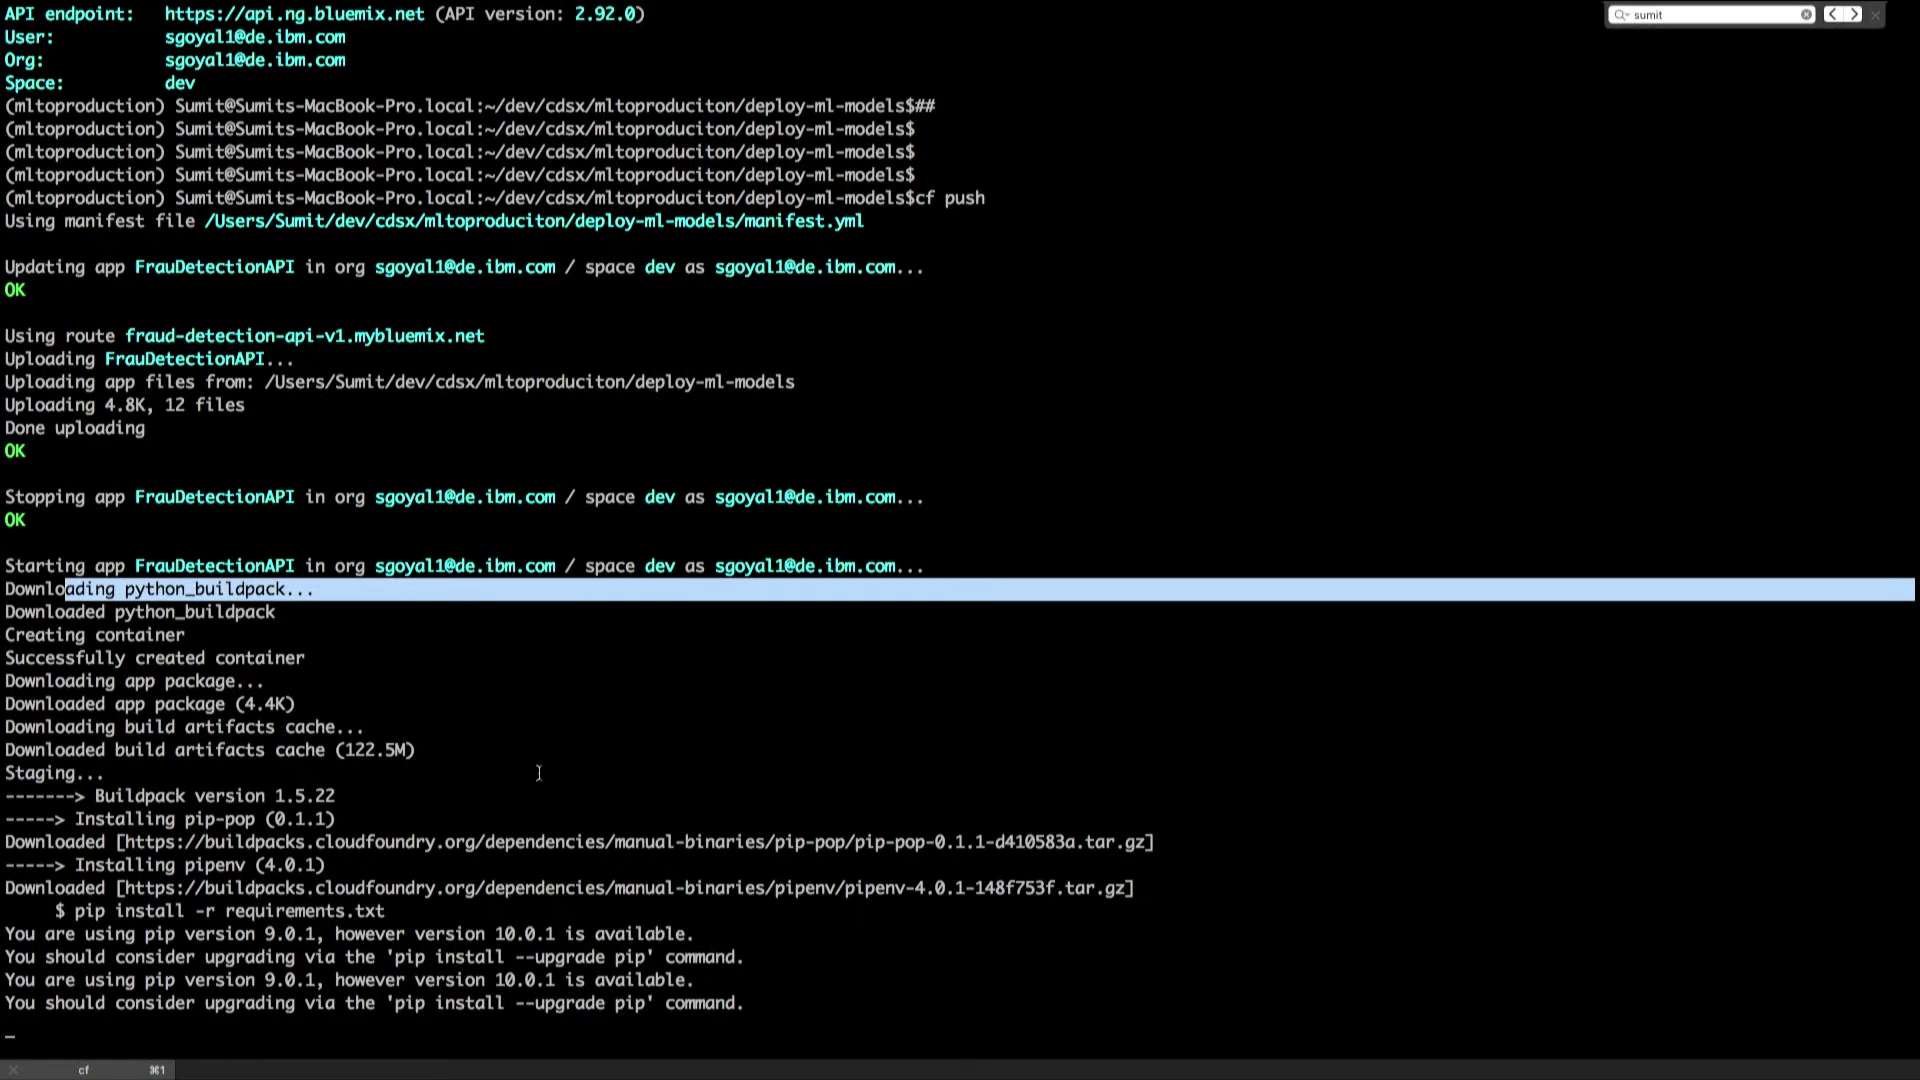 API endpoint:   https://api.ng.bluemix.net (API version: 2.92.0)
sumit
User:           sgoyal1@de.ibm.com
Org:            sgoyal1@de.ibm.com
Space:          dev
(mltoproduction) Sumit@Sumits-MacBook-Pro.local:~/dev/cdsx/mltoproduciton/deploy-ml-models$##
(mltoproduction) Sumit@Sumits-MacBook-Pro.local:~/dev/cdsx/mltoproduciton/deploy-ml-models$
(mltoproduction) Sumit@Sumits-MacBook-Pro.local:~/dev/cdsx/mltoproduciton/deploy-ml-models$
(mltoproduction) Sumit@Sumits-MacBook-Pro.local:~/dev/cdsx/mltoproduciton/deploy-ml-models$
(mltoproduction) Sumit@Sumits-MacBook-Pro.local:~/dev/cdsx/mltoproduciton/deploy-ml-models$cf push
Using manifest file /Users/Sumit/dev/cdsx/mltoproduciton/deploy-ml-models/manifest.yml
Updating app FrauDetectionAPI in org sgoyal1@de.ibm.com / space dev as sgoyal1@de.ibm.com...
OK
Using route fraud-detection-api-v1.mybluemix.net
Uploading FrauDetectionAPI...
Uploading app files from: /Users/Sumit/dev/cdsx/mltoproduciton/deploy-ml-models
Uploading 4.8K, 12 files
Done uploading
OK
Stopping app FrauDetectionAPI in org sgoyal1@de.ibm.com / space dev as sgoyal1@de.ibm.com...
OK
Starting app FrauDetectionAPI in org sgoyal1@de.ibm.com / space dev as sgoyal1@de.ibm.com...
Downloading python_buildpack...
Downloaded python_buildpack
Creating container
Successfully created container
Downloading app package...
Downloaded app package (4.4K)
Downloading build artifacts cache...
Downloaded build artifacts cache (122.5M)
Staging...
-------> Buildpack version 1.5.22
-----> Installing pip-pop (0.1.1)
Downloaded [https://buildpacks.cloudfoundry.org/dependencies/manual-binaries/pip-pop/pip-pop-0.1.1-d410583a.tar.gz]
-----> Installing pipenv (4.0.1)
Downloaded [https://buildpacks.cloudfoundry.org/dependencies/manual-binaries/pipenv/pipenv-4.0.1-148f753f.tar.gz]
     $ pip install -r requirements.txt
You are using pip version 9.0.1, however version 10.0.1 is available.
You should consider upgrading via the 'pip install --upgrade pip' command.
You are using pip version 9.0.1, however version 10.0.1 is available.
You should consider upgrading via the 'pip install --upgrade pip' command.
cf ⌘1